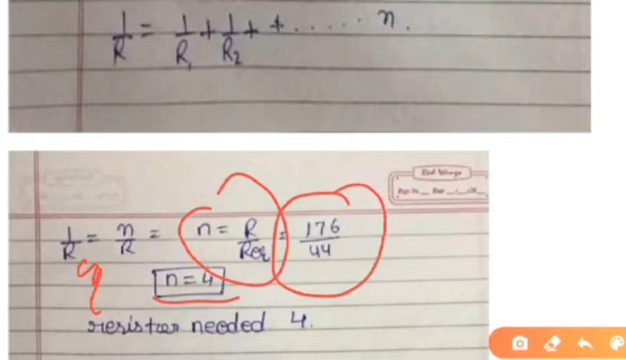 1/R = 1/R₁ + 1/R₂ + + ...... n.
1/R = n/R = n = R/Req = 176/44
n = 4
resistor needed 4.